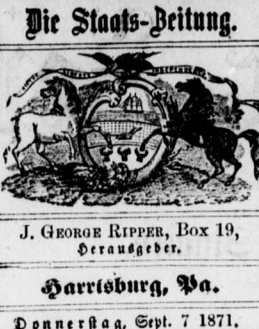 Die Staats-Zeitung.
J. GEORGE RIPPER, Box 19,
Herausgeber.
Harrisburg, Pa.
Donnerstag, Sept. 7 1871.